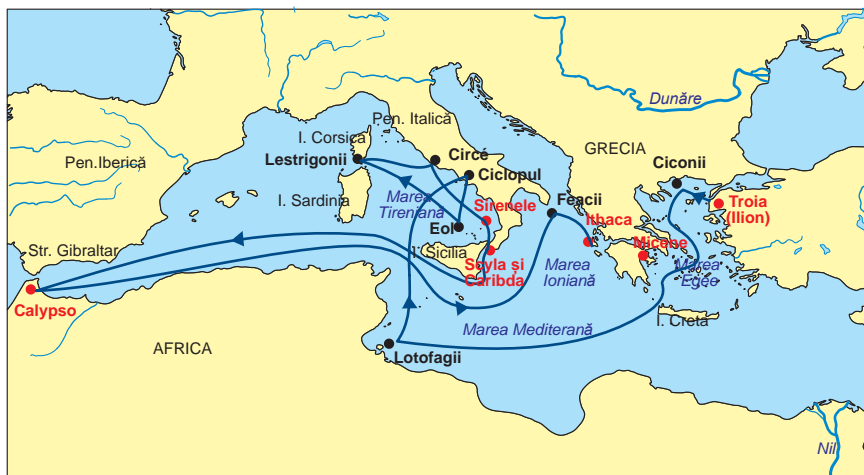 Dunăre
Pen. Italică
I. Corsica
GRECIA
Lestrigonii
Circé
Pen.Iberică
Ciclopul
Ciconii
I. Sardinia
Marea
Tireniană
Sirenele
Feacii
Troia
(Ilion)
Eol
Ithaca
Str. Gibraltar
I. Sicilia
Micene
Scyla și
Caribda
Marea
Ioniană
Marea
Egee
Calypso
Marea Mediterană
I. Creta
AFRICA
Lotofagii
Nil